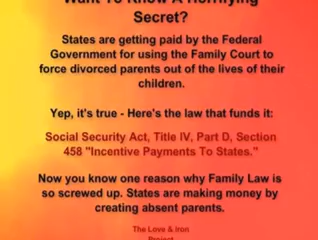 Want To Know A Horrifying
Secret?
States are getting paid by the Federal
Government for using the Family Court to
force divorced parents out of the lives of their
children.
Yep, it's true - Here's the law that funds it:
Social Security Act, Title IV, Part D, Section
458 "Incentive Payments To States."
Now you know one reason why Family Law is
so screwed up. States are making money by
creating absent parents.
The Love & Iron
Project